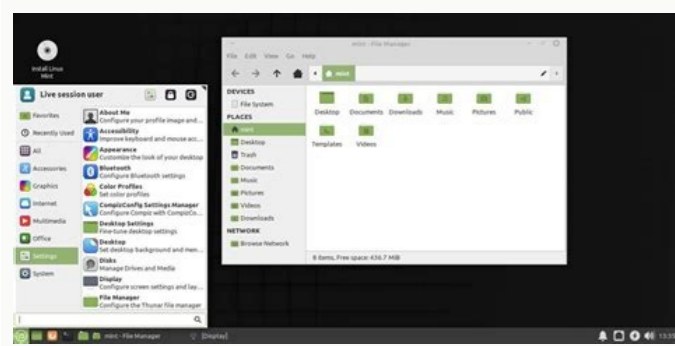 Install Linux
Mint
Live session user
Favorites
Recently Used
All
Accessories
Graphics
Internet
Multimedia
Office
Settings
System
About Me
Configure your profile image and...
Accessibility
Improve keyboard and mouse acc...
Appearance
Customize the look of your desktop
Bluetooth
Configure Bluetooth settings
Color Profiles
Set color profiles
CompizConfig Settings Manager
Configure Compiz with CompizCo...
Desktop Settings
Fine-tune desktop settings
Desktop
Set desktop background and men...
Disks
Manage Drives and Media
Display
Configure screen settings and lay...
File Manager
Configure the Thunar file manager
mint - File Manager
File Edit View Go Help
mint
DEVICES
File System
PLACES
mint
Desktop
Trash
Documents
Music
Pictures
Videos
Downloads
NETWORK
Browse Network
Desktop Documents Downloads Music Pictures Public
Templates Videos
8 items, Free space: 436.7 MiB
mint - File Manager
[Display]